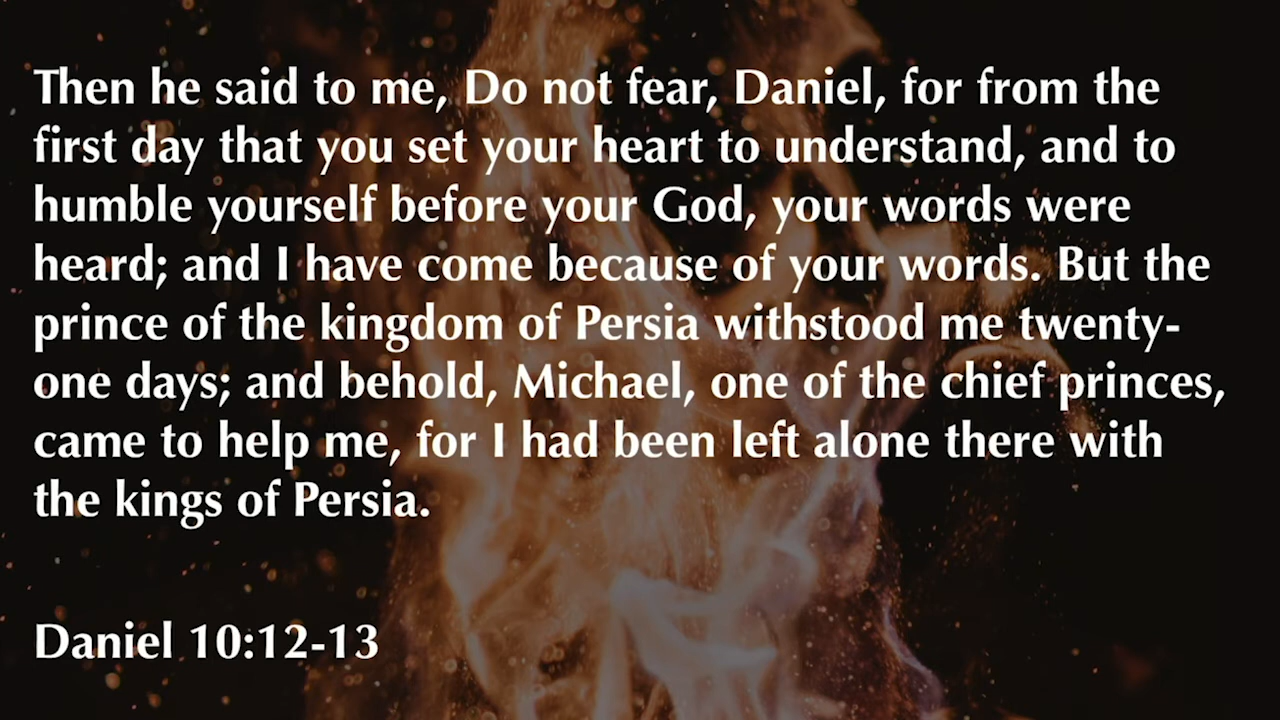 Then he said to me, Do not fear, Daniel, for from the
first day that you set your heart to understand, and to
humble yourself before your God, your words were
heard; and I have come because of your words. But the
prince of the kingdom of Persia withstood me twenty-
one days; and behold, Michael, one of the chief princes,
came to help me, for I had been left alone there with
the kings of Persia.
Daniel 10:12-13